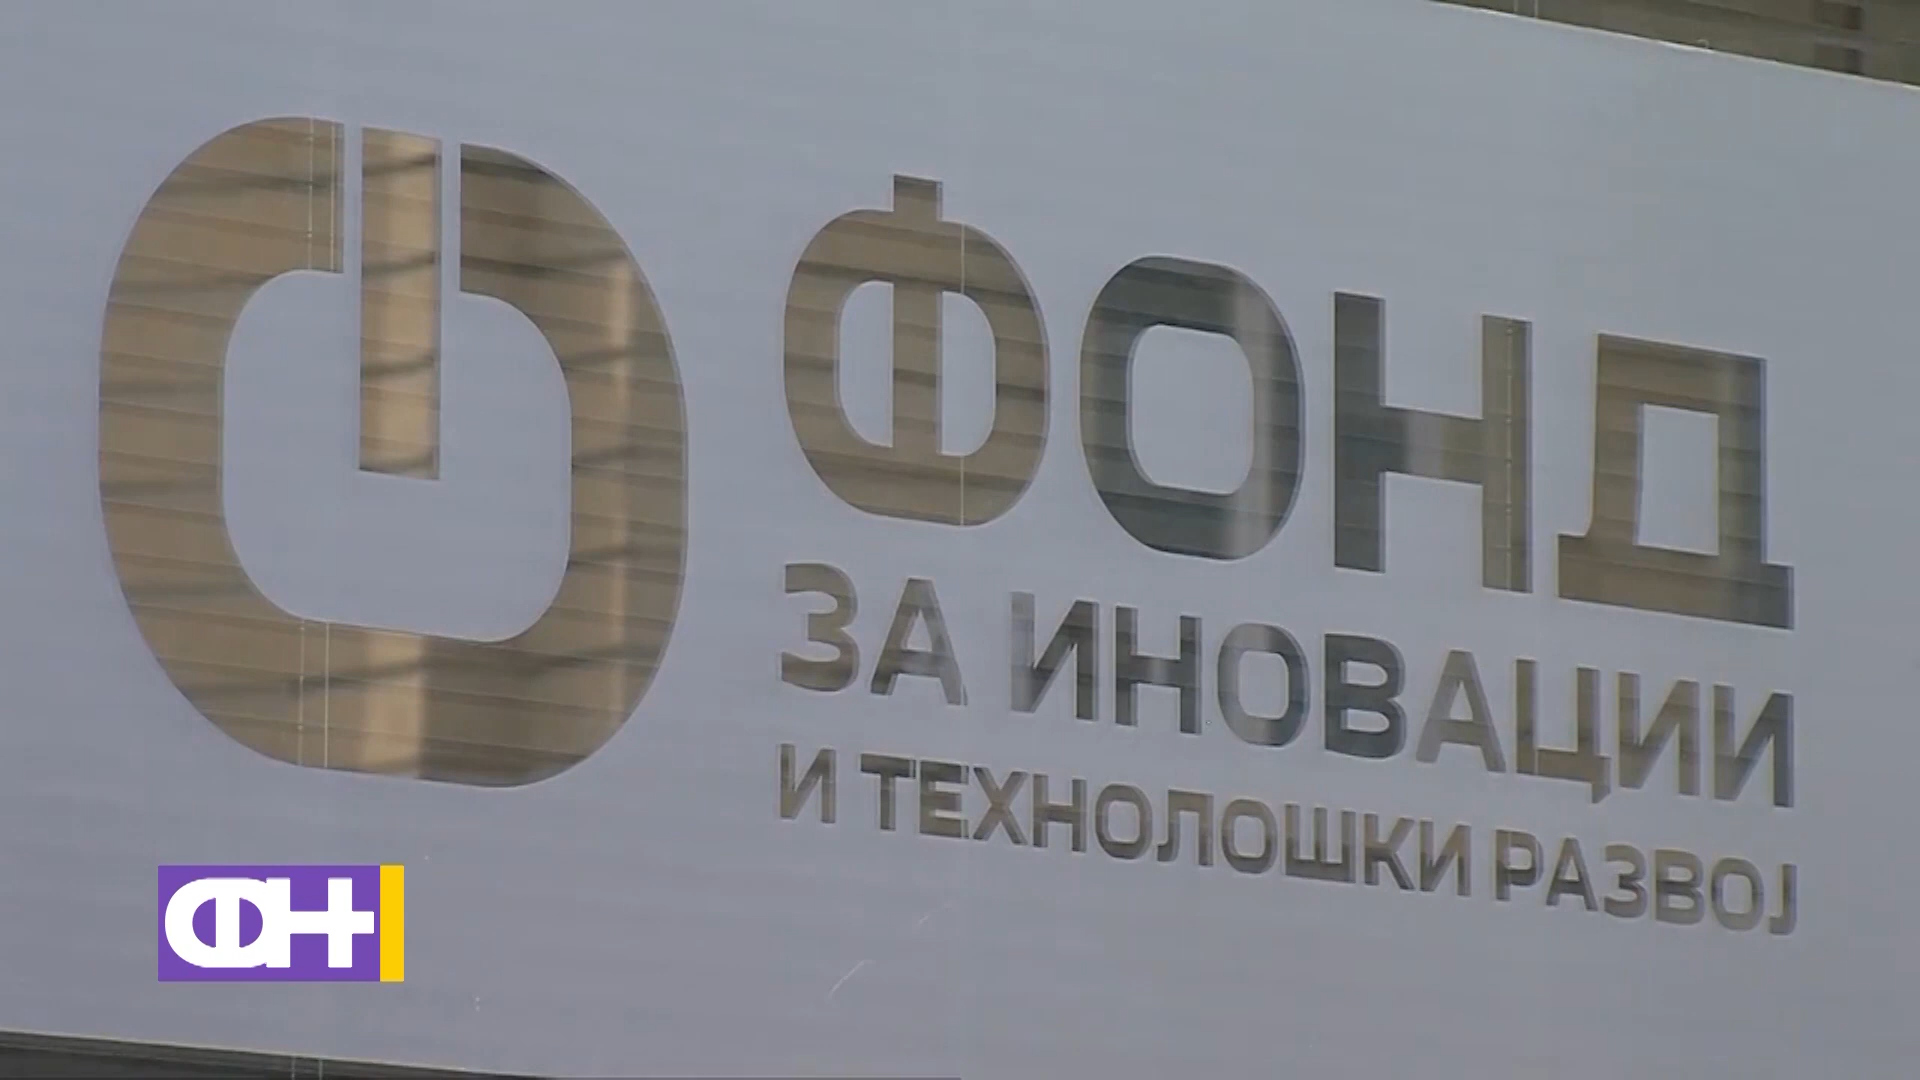 ФОНД
ЗА ИНОВАЦИИ
И ТЕХНОЛОШКИ РАЗВОЈ
ФН+